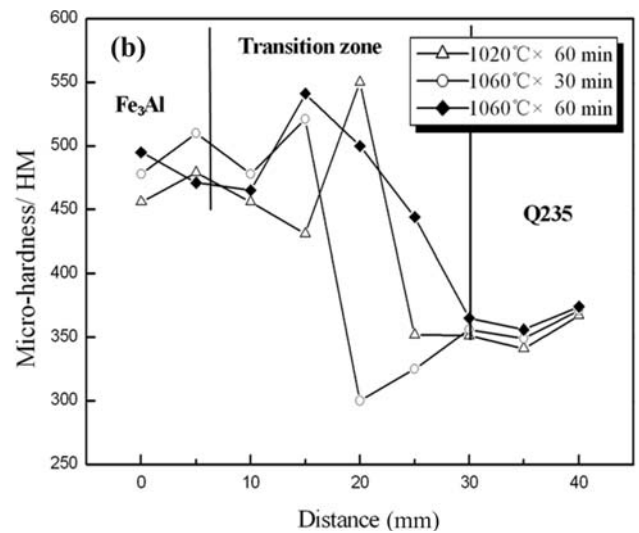 600
(b)
Transition zone
1020℃× 60 min
1060℃× 30 min
1060℃× 60 min
550
Fe₃Al
500
450
Q235
400
350
300
250
0 10 20 30 40
Micro-hardness/ HM
Distance (mm)